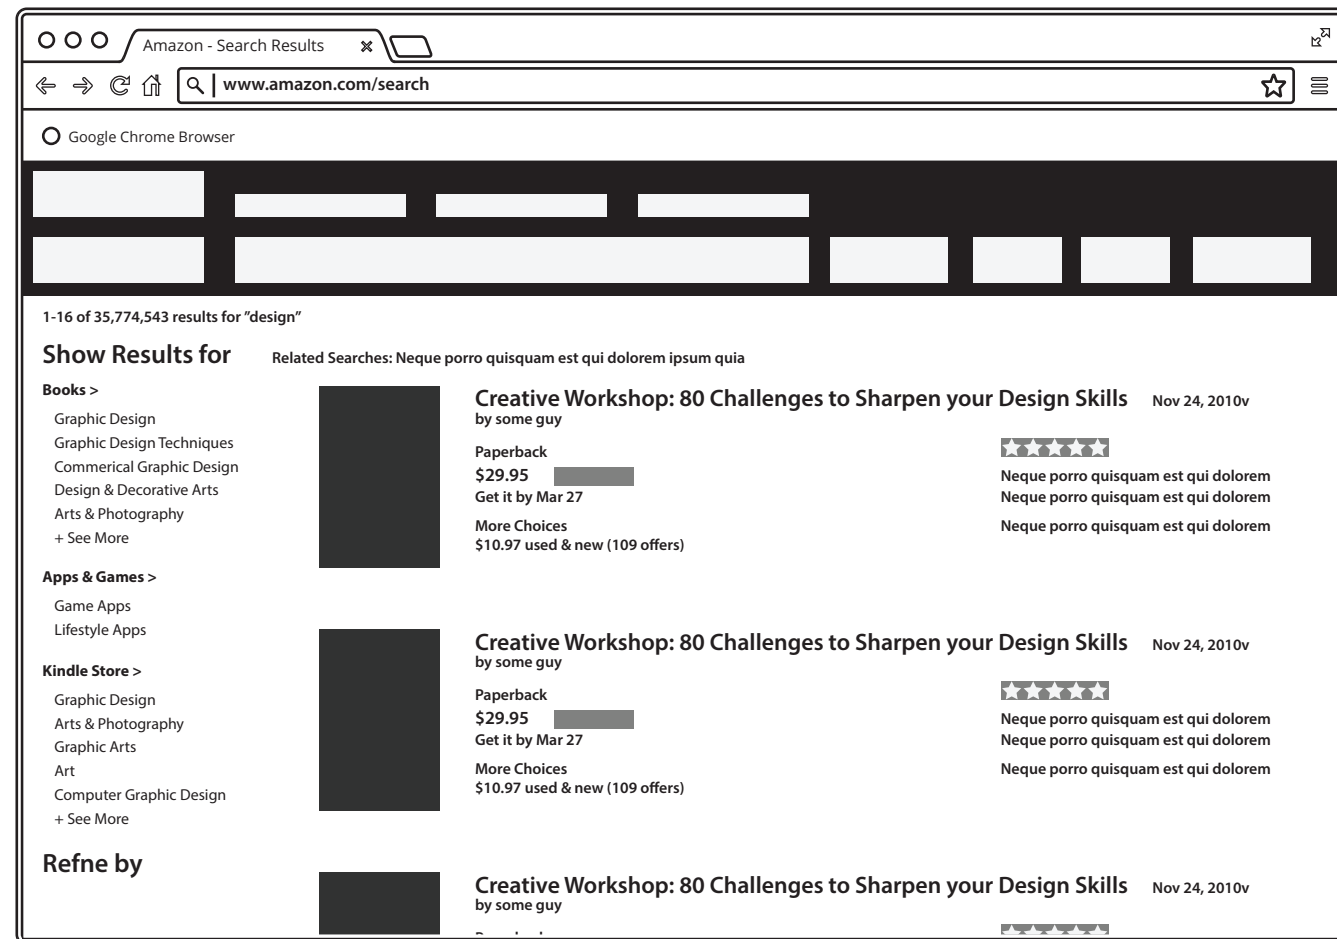 Amazon - Search Results
www.amazon.com/search
Google Chrome Browser
1-16 of 35,774,543 results for ”design”
Show Results for
Related Searches: Neque porro quisquam est qui dolorem ipsum quia
Books >
Graphic Design
Graphic Design Techniques
Commerical Graphic Design
Design & Decorative Arts
Arts & Photography
+ See More
Apps & Games >
Game Apps
Lifestyle Apps
Kindle Store >
Graphic Design
Arts & Photography
Graphic Arts
Art
Computer Graphic Design
+ See More
Refne by
Creative Workshop: 80 Challenges to Sharpen your Design Skills Nov 24, 2010v
by some guy
Paperback
$29.95
Get it by Mar 27
More Choices
$10.97 used & new (109 offers)
Neque porro quisquam est qui dolorem
Neque porro quisquam est qui dolorem
Neque porro quisquam est qui dolorem
Creative Workshop: 80 Challenges to Sharpen your Design Skills Nov 24, 2010v
by some guy
Paperback
$29.95
Get it by Mar 27
More Choices
$10.97 used & new (109 offers)
Neque porro quisquam est qui dolorem
Neque porro quisquam est qui dolorem
Neque porro quisquam est qui dolorem
Creative Workshop: 80 Challenges to Sharpen your Design Skills Nov 24, 2010v
by some guy